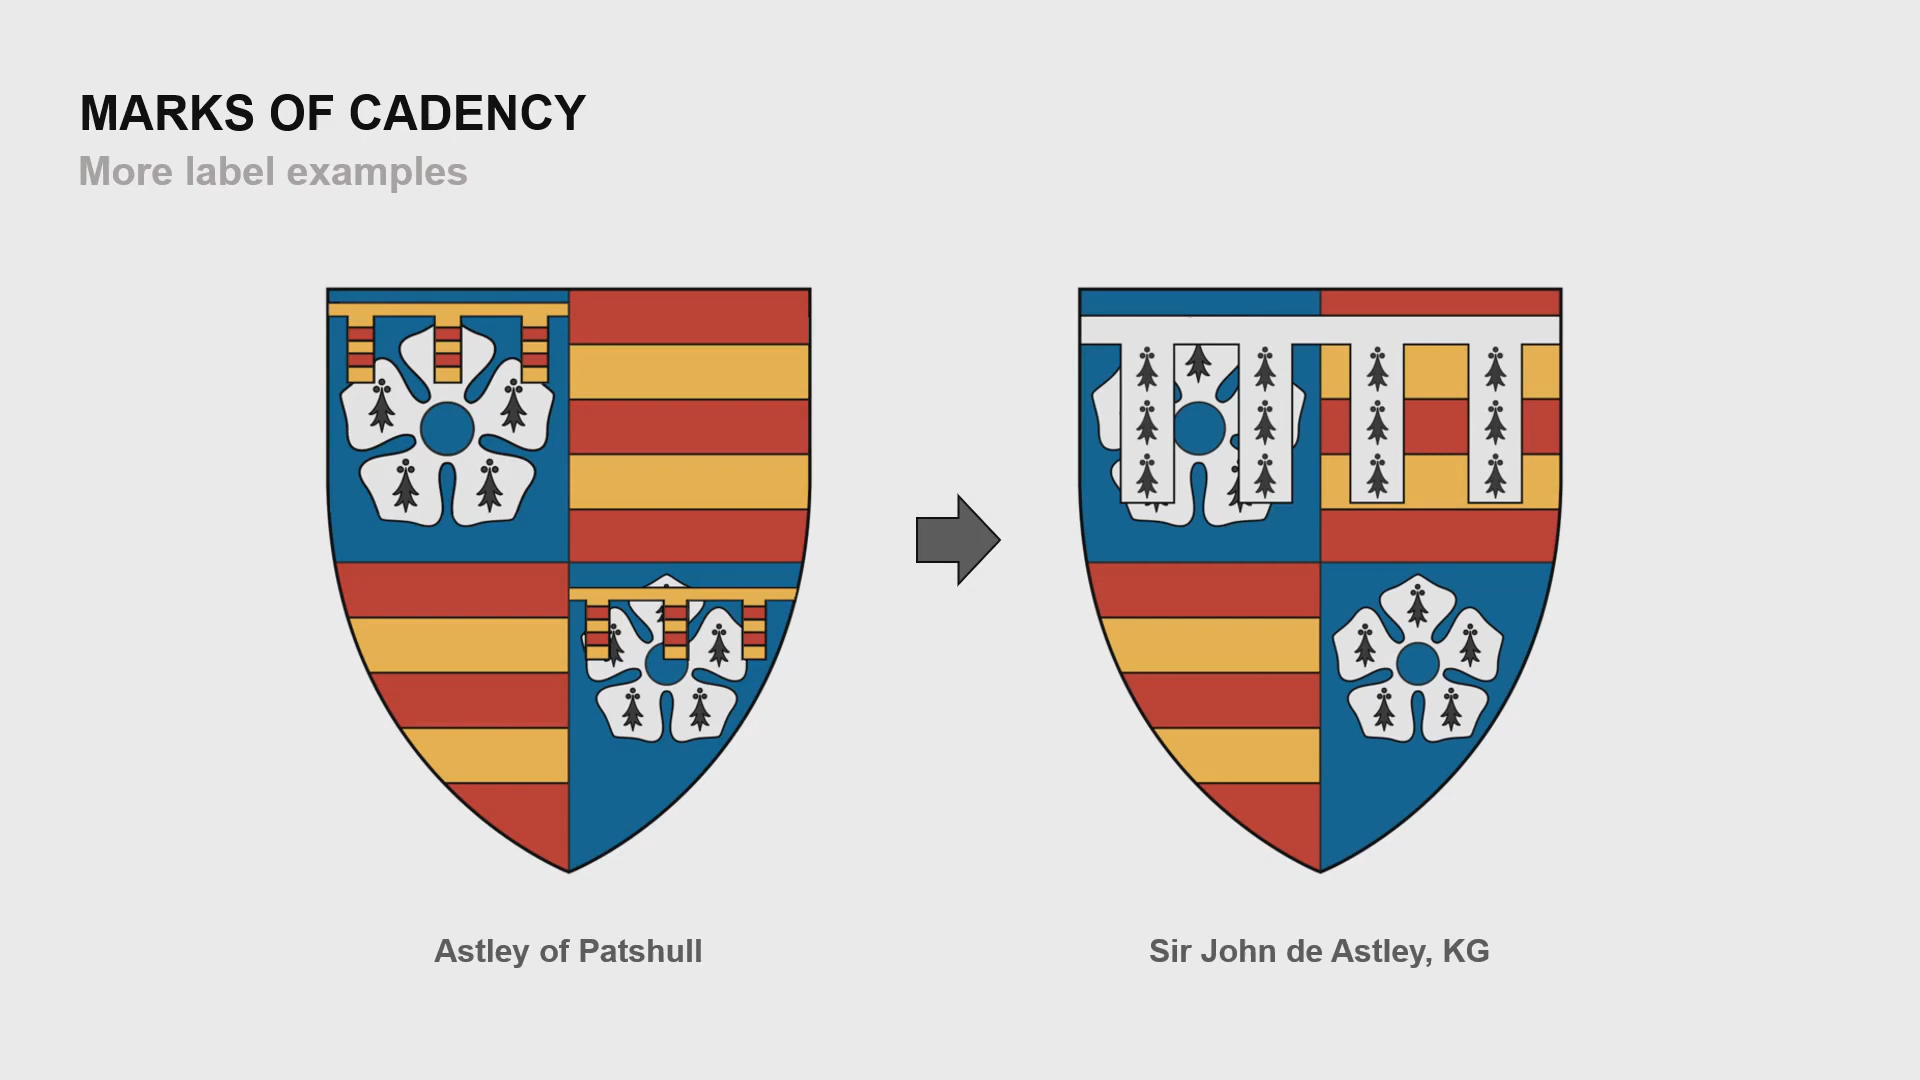 MARKS OF CADENCY
More label examples
Astley of Patshull
Sir John de Astley, KG